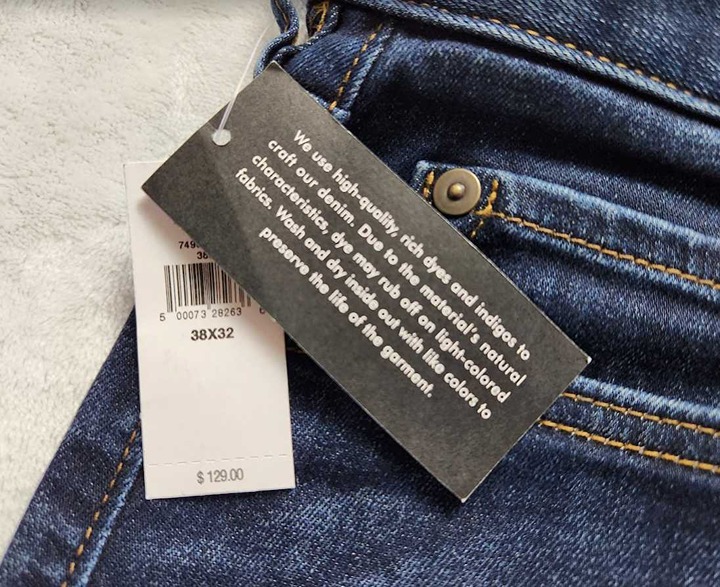 We use high-quality, rich dyes and indigos to
craft our denim. Due to the material's natural
characteristics, dye may rub off on light-colored
fabrics. Wash and dry inside out with like colors to
preserve the life of the garment.
749
38
5 00073 28263
38X32
$129.00